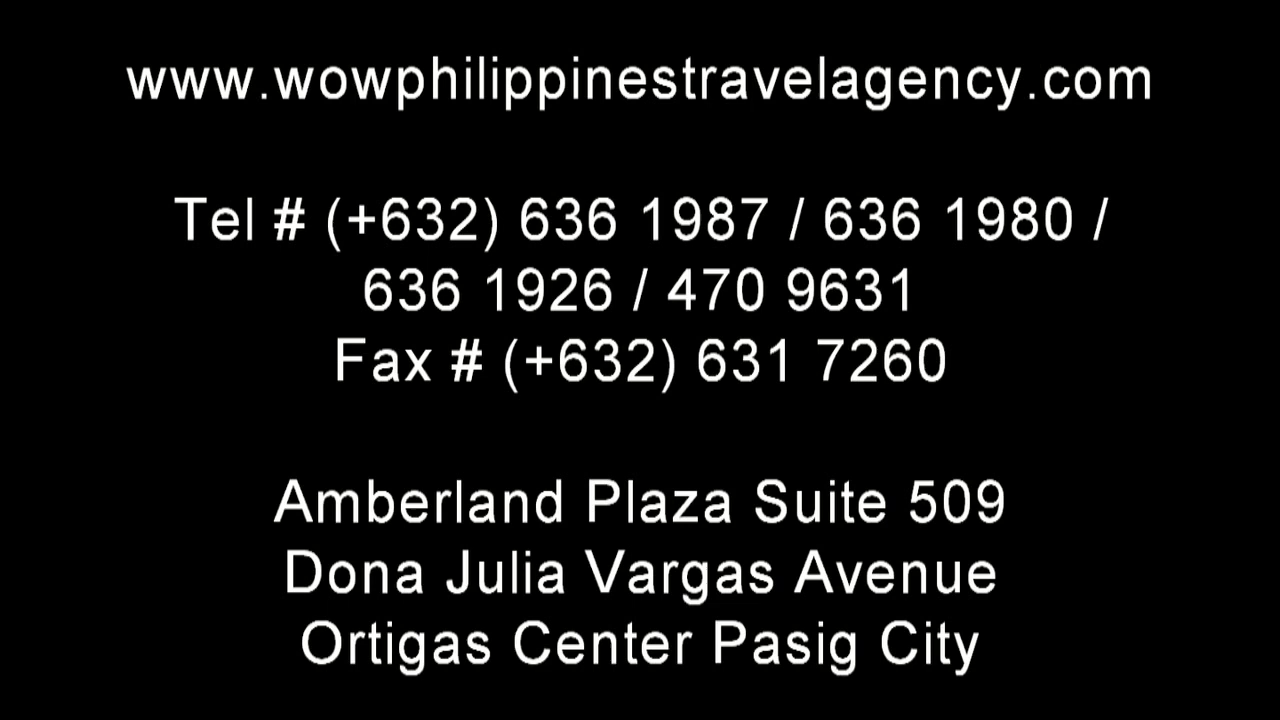 www.wowphilippinestravelagency.com
Tel # (+632) 636 1987 / 636 1980 /
636 1926 / 470 9631
Fax # (+632) 631 7260
Amberland Plaza Suite 509
Dona Julia Vargas Avenue
Ortigas Center Pasig City